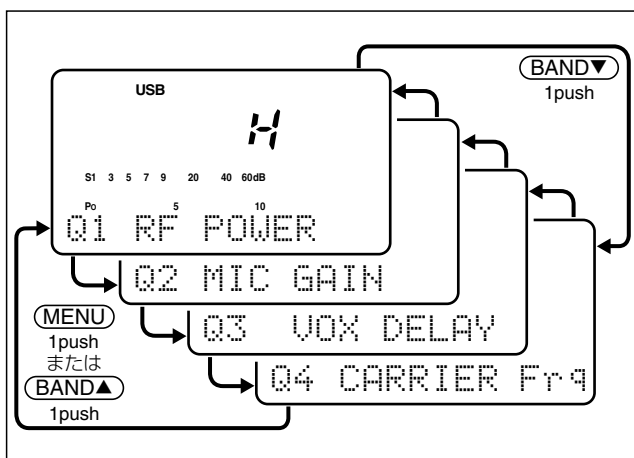 BAND▼
1push
USB
H
S1 3 5 7 9 20 40 60dB
Po 5 10
Q1 RF POWER
Q2 MIC GAIN
Q3 VOX DELAY
Q4 CARRIER Frq
MENU
1push
または
BAND▲
1push